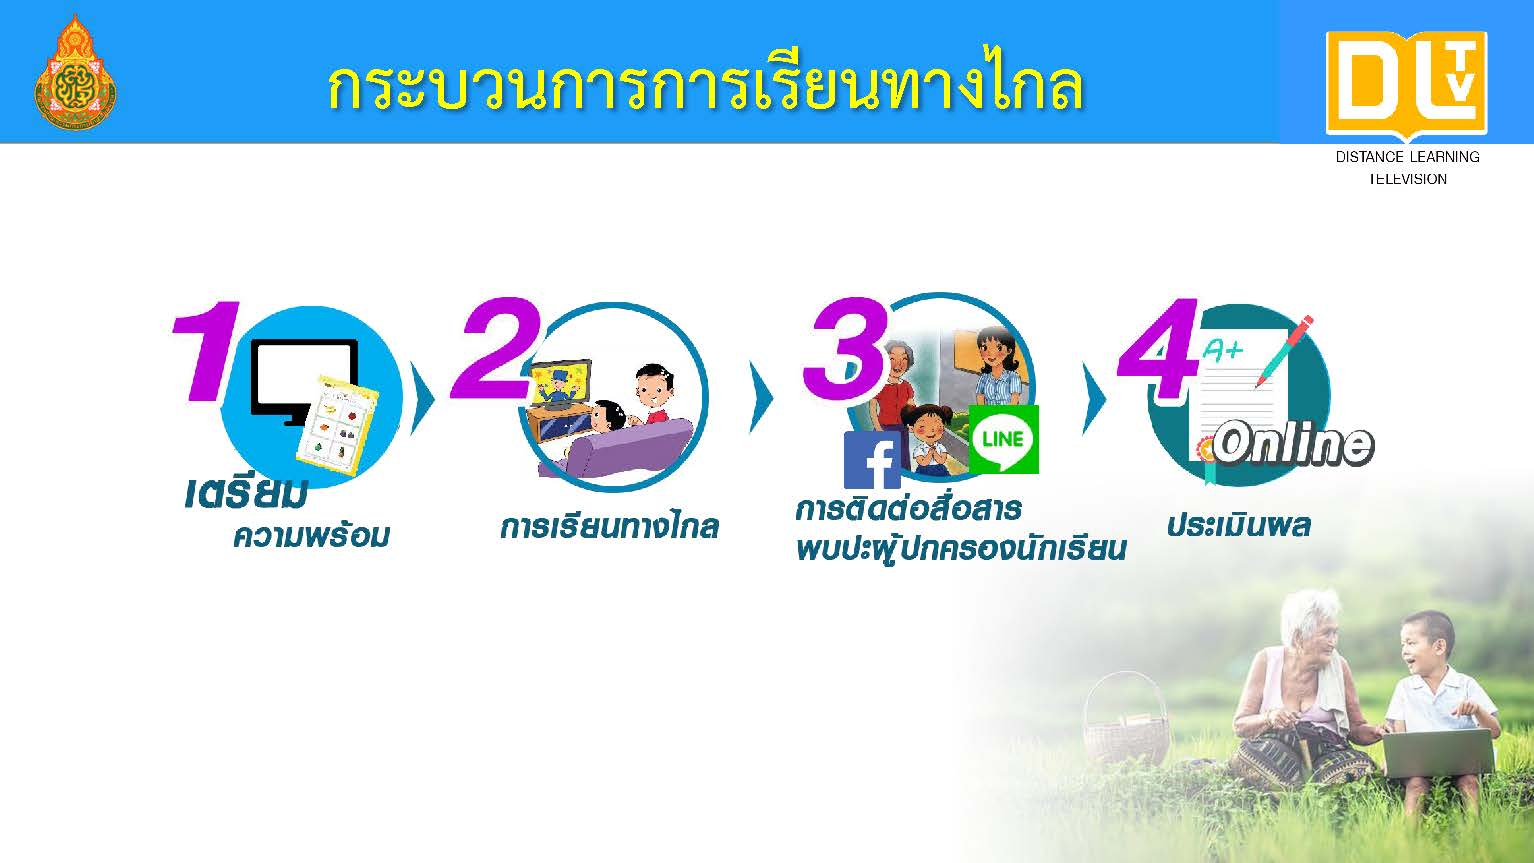 กระบวนการการเรียนทางไกล
DLTV
DISTANCE LEARNING
TELEVISION
1
2
3
4
A+
LINE
f
Online
เตรียม
ความพร้อม
การเรียนทางไกล
การติดต่อสื่อสาร
พบปะผู้ปกครองนักเรียน
ประเมินผล